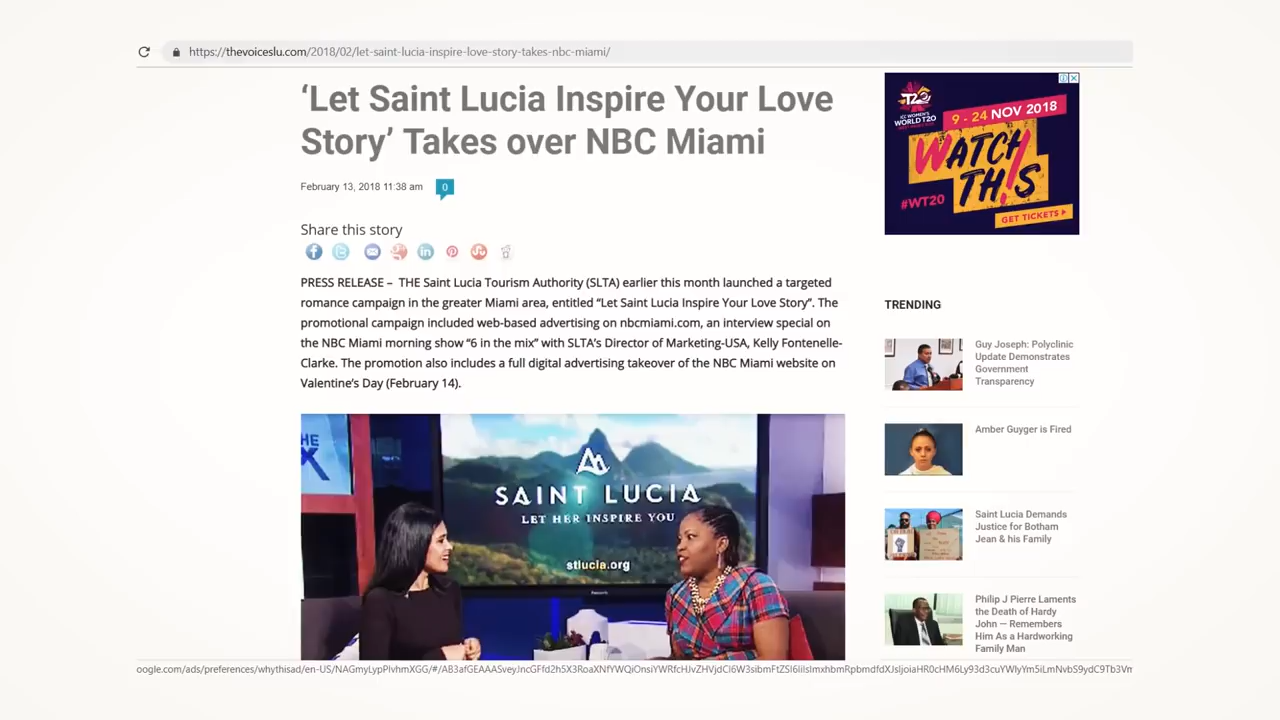 https://thevoiceslu.com/2018/02/let-saint-lucia-inspire-love-story-takes-nbc-miami/
‘Let Saint Lucia Inspire Your Love
Story’ Takes over NBC Miami
February 13, 2018 11:38 am
0
Share this story
PRESS RELEASE – THE Saint Lucia Tourism Authority (SLTA) earlier this month launched a targeted
romance campaign in the greater Miami area, entitled “Let Saint Lucia Inspire Your Love Story”. The
promotional campaign included web-based advertising on nbcmiami.com, an interview special on
the NBC Miami morning show “6 in the mix” with SLTA’s Director of Marketing-USA, Kelly Fontenelle-
Clarke. The promotion also includes a full digital advertising takeover of the NBC Miami website on
Valentine’s Day (February 14).
SAINT LUCIA
LET HER INSPIRE YOU
stlucia.org
T20
ICC WOMEN'S
WORLD T20
9 - 24 NOV 2018
WATCH
TH!S
#WT20
GET TICKETS
TRENDING
Guy Joseph: Polyclinic
Update Demonstrates
Government
Transparency
Amber Guyger is Fired
Saint Lucia Demands
Justice for Botham
Jean & his Family
Philip J Pierre Laments
the Death of Hardy
John — Remembers
Him As a Hardworking
Family Man